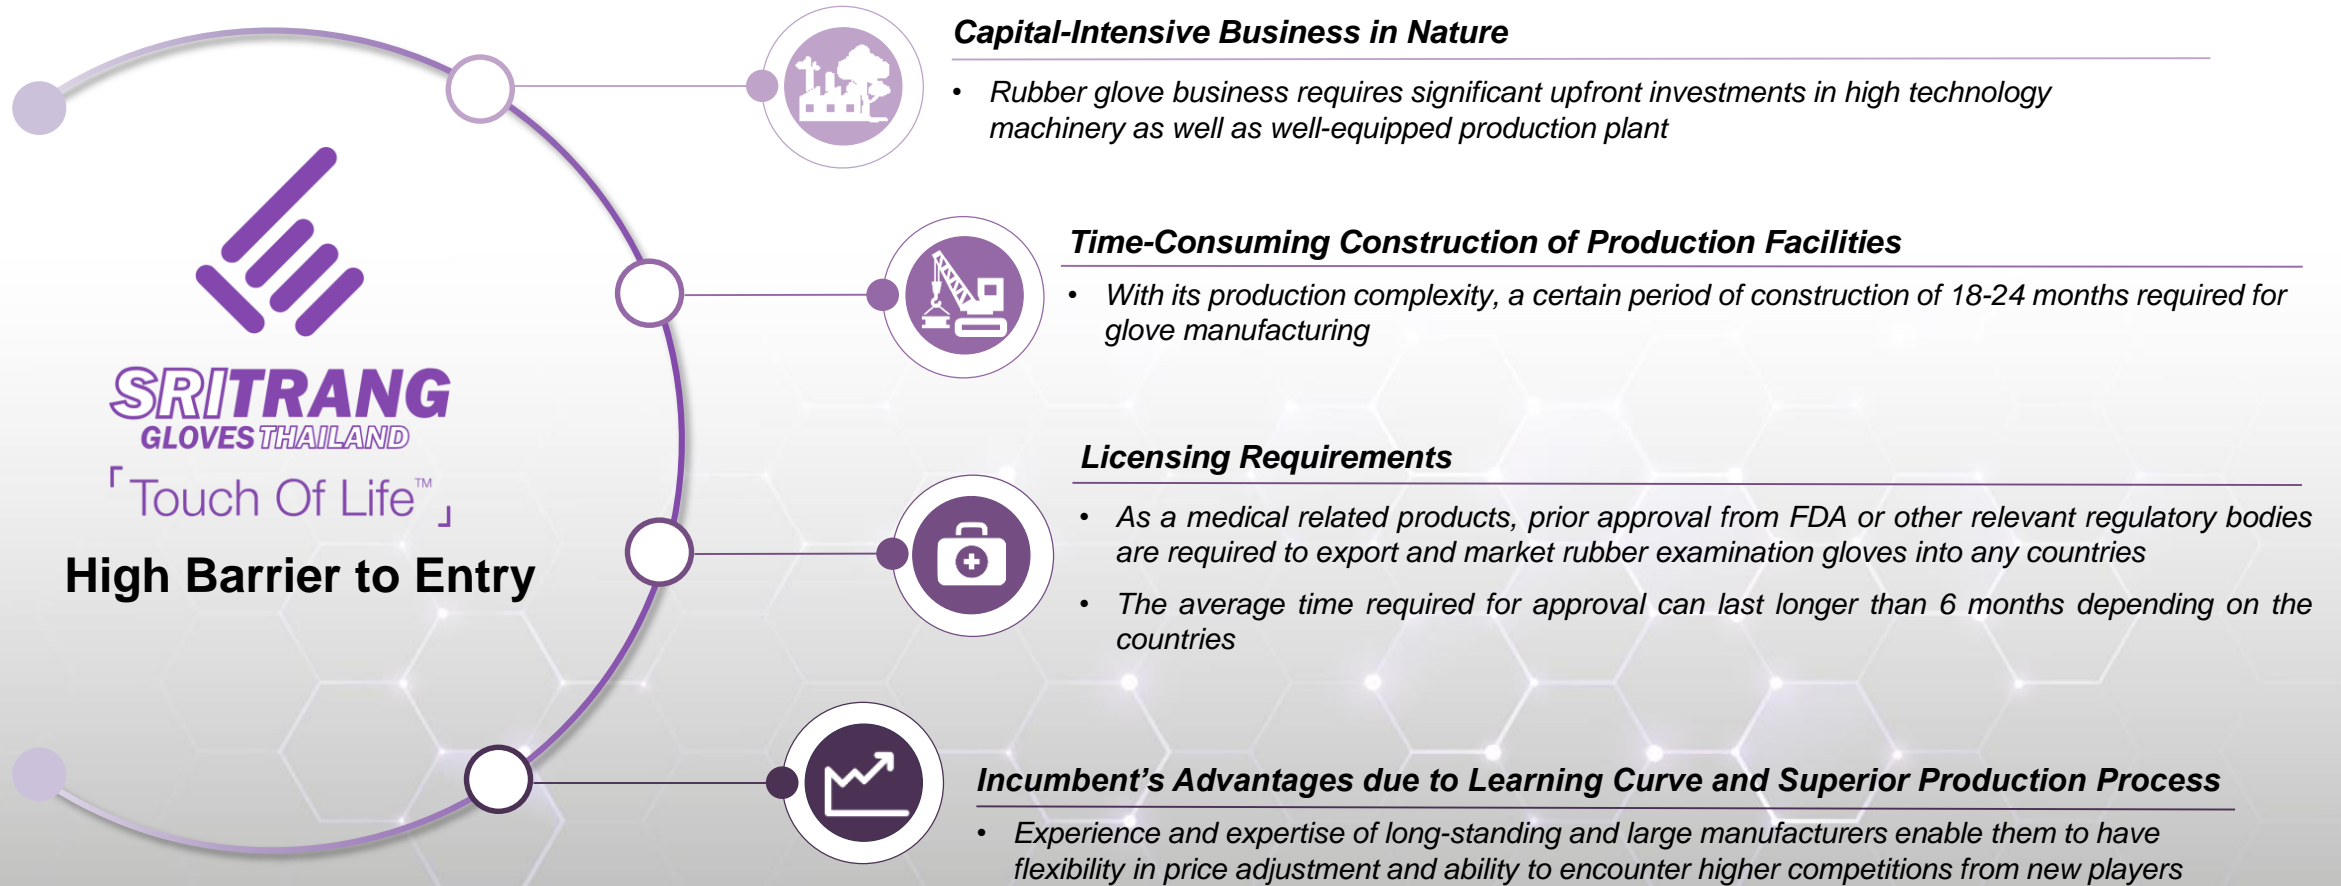 SRITRANG
GLOVES THAILAND
「Touch Of Life™」
High Barrier to Entry
Capital-Intensive Business in Nature
• Rubber glove business requires significant upfront investments in high technology
machinery as well as well-equipped production plant
Time-Consuming Construction of Production Facilities
• With its production complexity, a certain period of construction of 18-24 months required for
glove manufacturing
Licensing Requirements
• As a medical related products, prior approval from FDA or other relevant regulatory bodies
are required to export and market rubber examination gloves into any countries
• The average time required for approval can last longer than 6 months depending on the
countries
Incumbent's Advantages due to Learning Curve and Superior Production Process
• Experience and expertise of long-standing and large manufacturers enable them to have
flexibility in price adjustment and ability to encounter higher competitions from new players